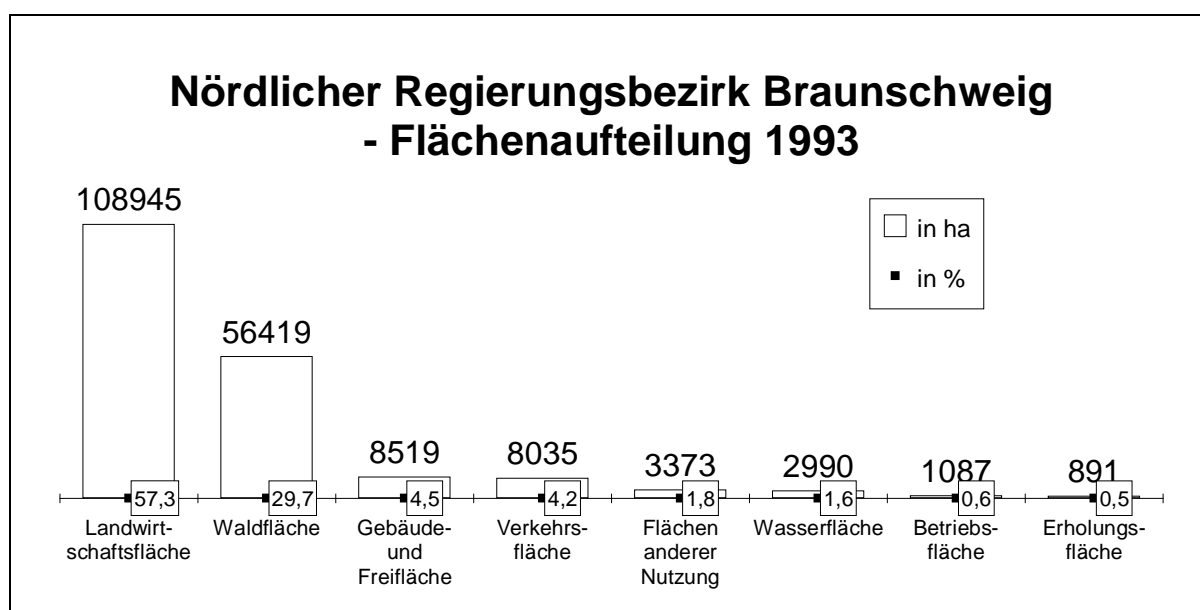 Nördlicher Regierungsbezirk Braunschweig
- Flächenaufteilung 1993
108945
56419
8519
8035
3373
2990
1087
891
in ha
in %
57,3
29,7
4,5
4,2
1,8
1,6
0,6
0,5
Landwirt-
schaftsfläche
Waldfläche
Gebäude-
und
Freifläche
Verkehrs-
fläche
Flächen
anderer
Nutzung
Wasserfläche
Betriebs-
fläche
Erholungs-
fläche